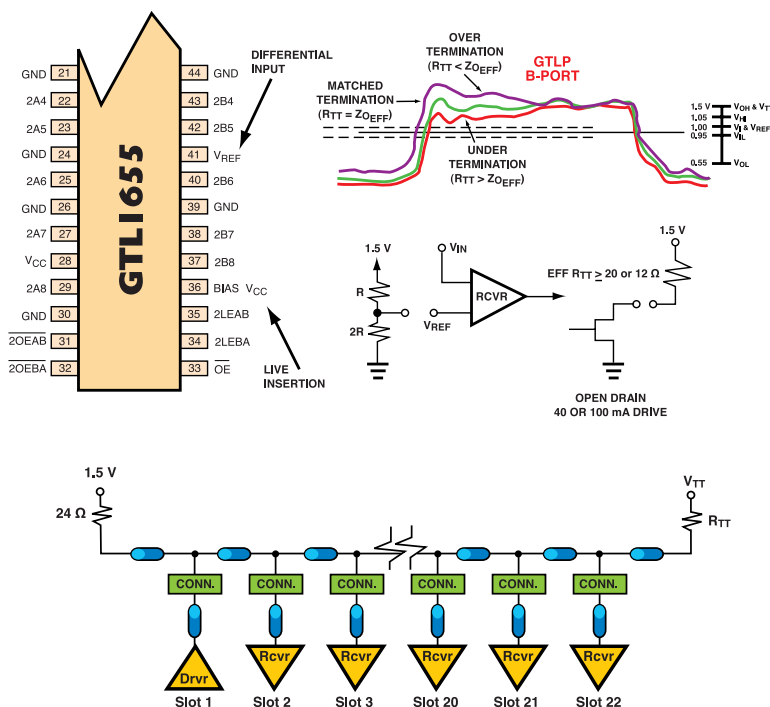 GND 21 44 GND
2A4 22 43 2B4
2A5 23 42 2B5
GND 24 41 VREF
2A6 25 40 2B6
GND 26 39 GND
2A7 27 38 2B7
VCC 28 37 2B8
2A8 29 36 BIAS VCC
GND 30 35 2LEAB
2OEAB 31 34 2LEBA
2OEBA 32 33 OE
GTL1655
DIFFERENTIAL
INPUT
LIVE
INSERTION
OVER
TERMINATION
(RTT < ZOEFF)
GTLP
B-PORT
MATCHED
TERMINATION
(RTT = ZOEFF)
UNDER
TERMINATION
(RTT > ZOEFF)
1.5 V VOH & VT
1.05 VHI
1.00 VI & VREF
0.95 VIL
0.55 VOL
1.5 V
R
2R
VIN
VREF
RCVR
1.5 V
EFF RTT ≥ 20 or 12 Ω
OPEN DRAIN
40 OR 100 mA DRIVE
1.5 V
24 Ω
VTT
RTT
CONN. CONN. CONN. CONN. CONN. CONN.
Drvr Rcvr Rcvr Rcvr Rcvr Rcvr
Slot 1 Slot 2 Slot 3 Slot 20 Slot 21 Slot 22